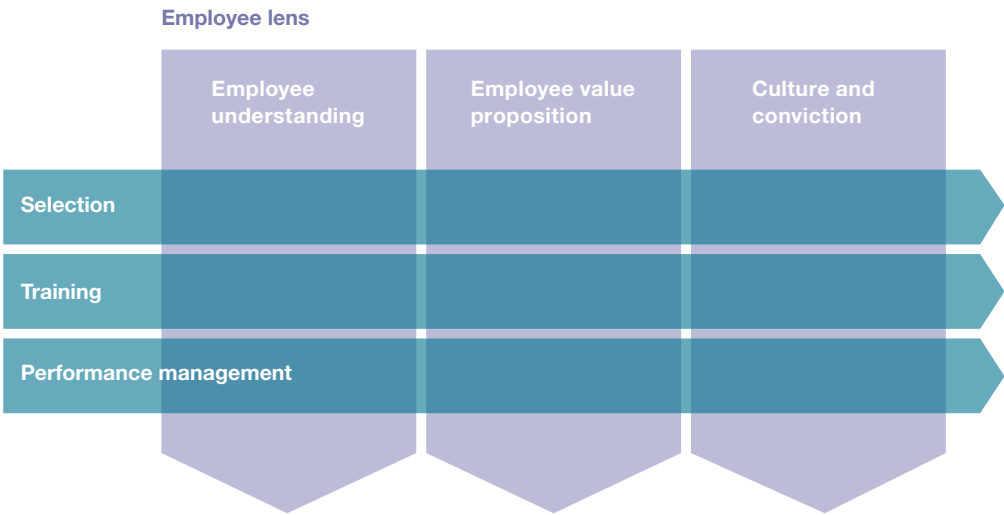 Employee lens
Employee
understanding
Employee value
proposition
Culture and
conviction
Selection
Training
Performance management